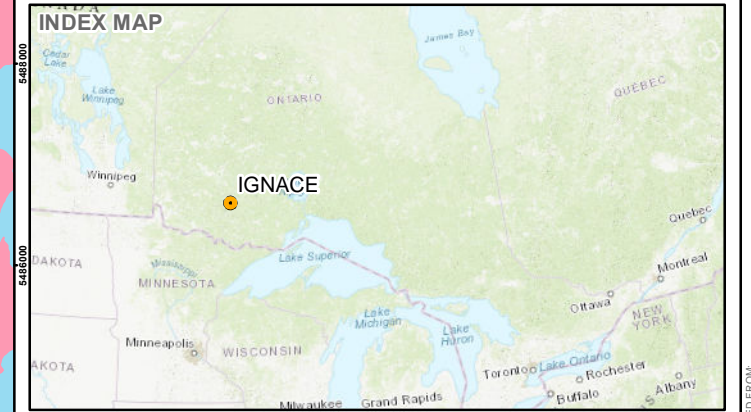 INDEX MAP
James Bay
Cedar
Lake
Lake
Winnipeg
ONTARIO
QUÉBEC
5488000
Winnipeg
IGNACE
Quebec
Lake Superior
Montreal
DAKOTA
Mississippi
MINNESOTA
5486000
Ottawa
Lake
Michigan
NEW
YORK
Lake
Huron
Minneapolis
WISCONSIN
Toronto
Lake Ontario
Rochester
AKOTA
Albany
Milwaukee
Grand Rapids
Buffalo